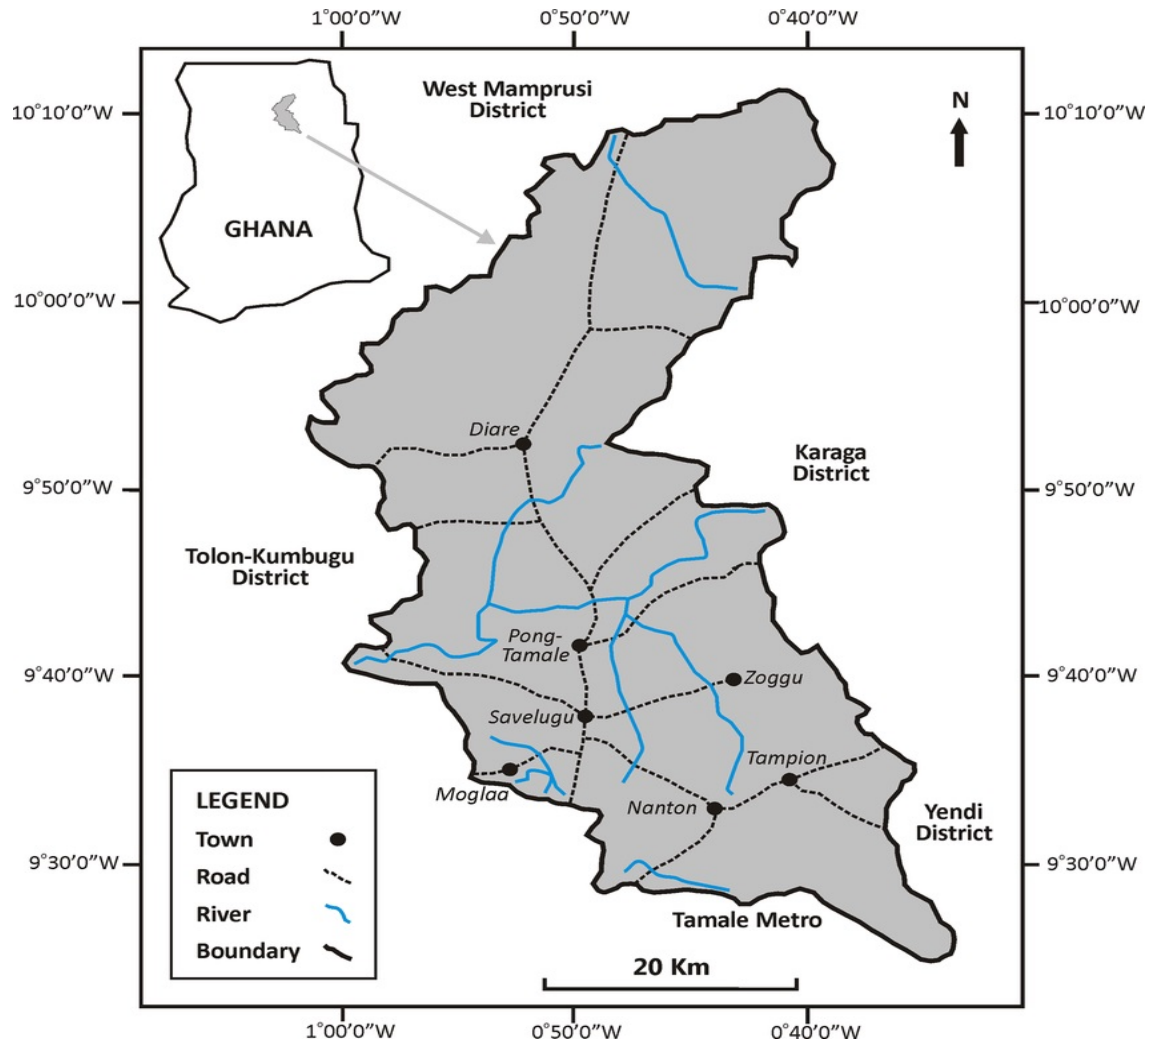 1°00′0″W 0°50′0″W 0°40′0″W
West Mamprusi
District
N
10°10′0″W 10°10′0″W
GHANA
10°00′0″W 10°00′0″W
Diare
Karaga
District
9°50′0″W 9°50′0″W
Tolon-Kumbugu
District
Pong-
Tamale
9°40′0″W Zoggu 9°40′0″W
Savelugu
Tampion
Moglaa
Nanton
Yendi
District
LEGEND
Town
Road
River
Boundary
9°30′0″W 9°30′0″W
Tamale Metro
20 Km
1°00′0″W 0°50′0″W 0°40′0″W